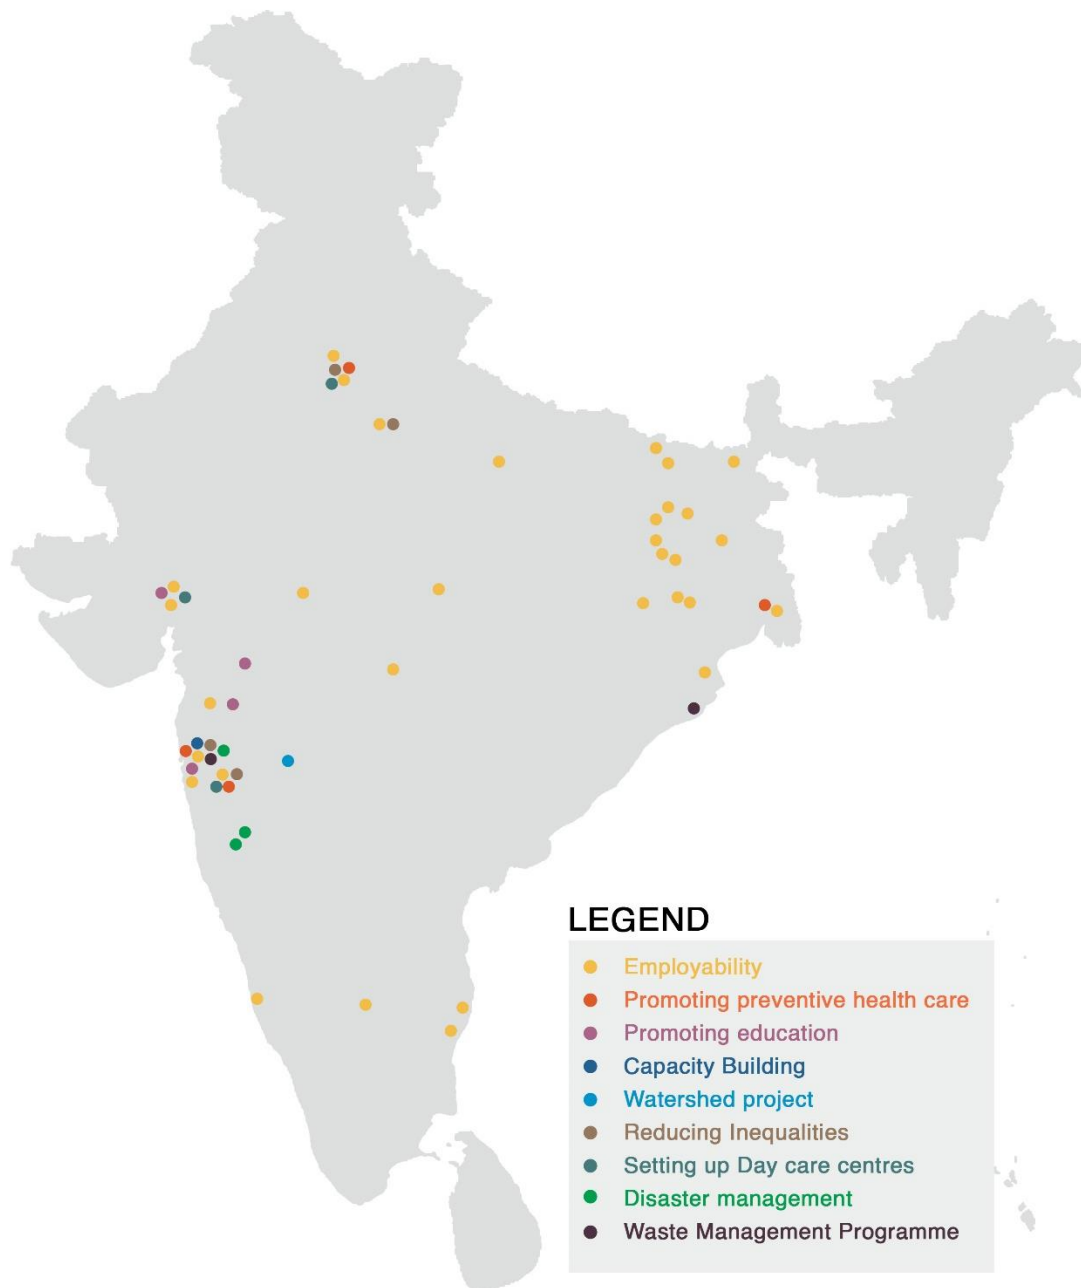 LEGEND
Employability
Promoting preventive health care
Promoting education
Capacity Building
Watershed project
Reducing Inequalities
Setting up Day care centres
Disaster management
Waste Management Programme